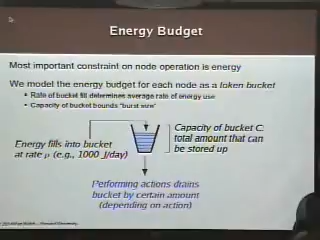 Energy Budget
Most important constraint on node operation is energy
We model the energy budget for each node as a token bucket
• Rate of bucket fill determines average rate of energy use
• Capacity of bucket bounds "burst size"
Energy fills into bucket
at rate ρ (e.g., 1000 J/day)
Capacity of bucket C:
total amount that can
be stored up
Performing actions drains
bucket by certain amount
(depending on action)